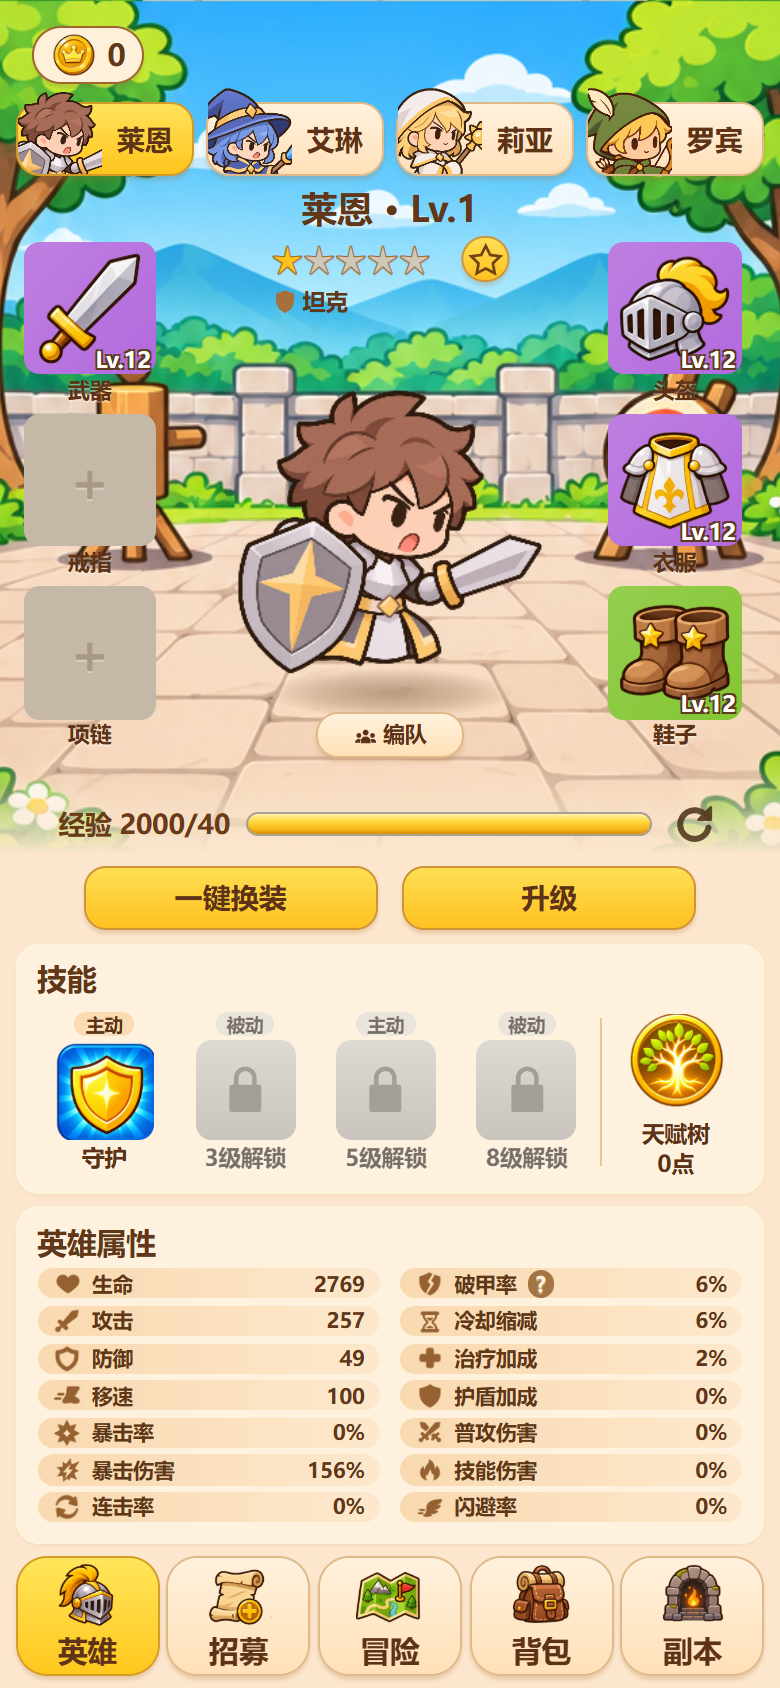 0
莱恩
艾琳
莉亚
罗宾
莱恩·Lv.1
坦克
Lv.12
武器
Lv.12
头盔
戒指
Lv.12
衣服
项链
Lv.12
鞋子
编队
经验 2000/40
一键换装
升级
技能
主动
被动
主动
被动
守护
3级解锁
5级解锁
8级解锁
天赋树
0点
英雄属性
生命 2769
破甲率 ? 6%
攻击 257
冷却缩减 6%
防御 49
治疗加成 2%
移速 100
护盾加成 0%
暴击率 0%
普攻伤害 0%
暴击伤害 156%
技能伤害 0%
连击率 0%
闪避率 0%
英雄
招募
冒险
背包
副本